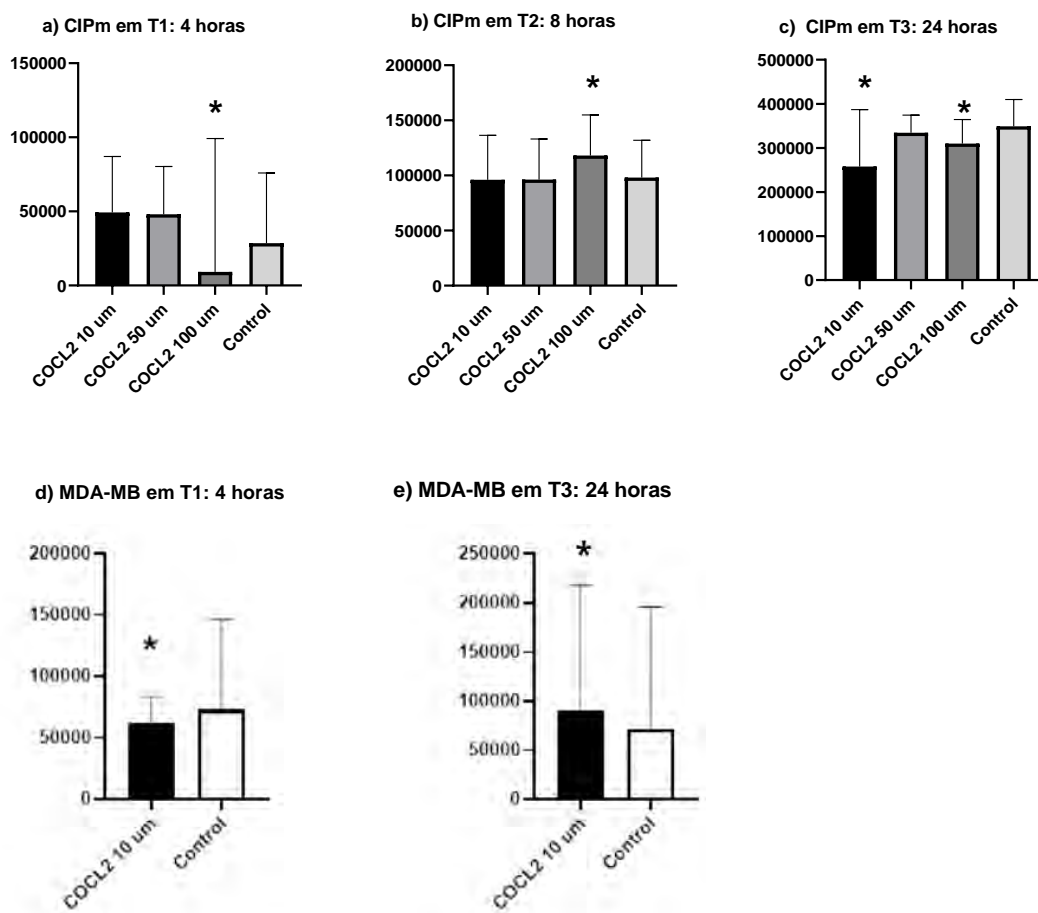 a) CIPm em T1: 4 horas
150000
100000
50000
0
*
COCL2 10 um
COCL2 50 um
COCL2 100 um
Control
b) CIPm em T2: 8 horas
200000
150000
100000
50000
0
*
COCL2 10 um
COCL2 50 um
COCL2 100 um
Control
c) CIPm em T3: 24 horas
500000
400000
300000
200000
100000
0
*
*
COCL2 10 um
COCL2 50 um
COCL2 100 um
Control
d) MDA-MB em T1: 4 horas
200000
150000
100000
50000
0
*
COCL2 10 um
Control
e) MDA-MB em T3: 24 horas
250000
200000
150000
100000
50000
0
*
COCL2 10 um
Control